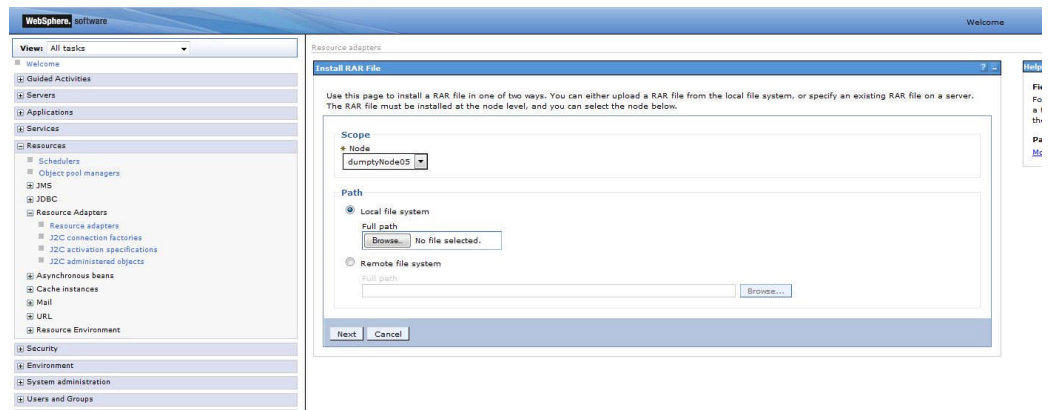 WebSphere. software
Welcome
View: All tasks
Welcome
Guided Activities
Servers
Applications
Services
Resources
Schedulers
Object pool managers
JMS
JDBC
Resource Adapters
Resource adapters
J2C connection factories
J2C activation specifications
J2C administered objects
Asynchronous beans
Cache instances
Mail
URL
Resource Environment
Security
Environment
System administration
Users and Groups
Resource adapters
Install RAR File ? –
Use this page to install a RAR file in one of two ways. You can either upload a RAR file from the local file system, or specify an existing RAR file on a server.
The RAR file must be installed at the node level, and you can select the node below.
Scope
* Node
dumptyNode05
Path
Local file system
Full path
Browse... No file selected.
Remote file system
Full path
Browse...
Next Cancel
Help
Fi
Fo
a
the
Pa
Mo